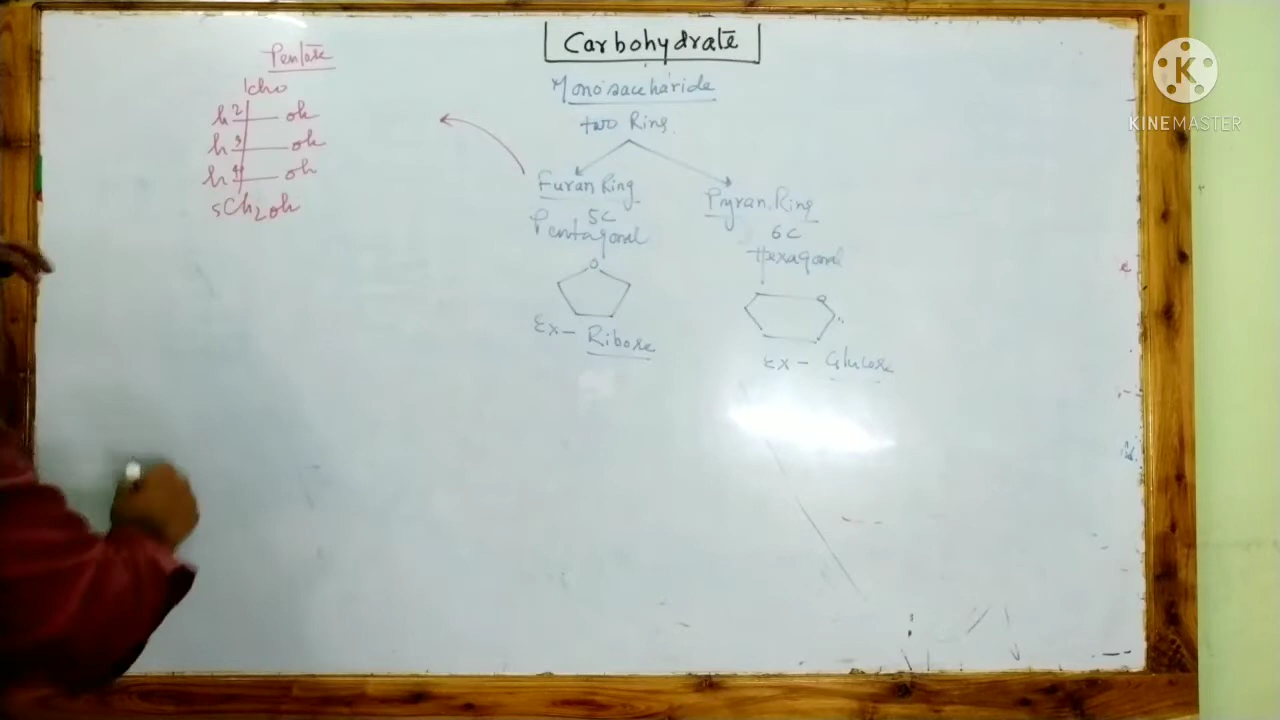 Carbohydrate
Monosaccharide
two Ring.
Pentose
1cho
h 2 oh
h 3 oh
h 4 oh
5Ch2oh
Furan Ring
5C
Pentagonal
O
Ex- Ribose
Pyran Ring
6C
Hexagonal
O
Ex - Glucose
K
KINEMASTER